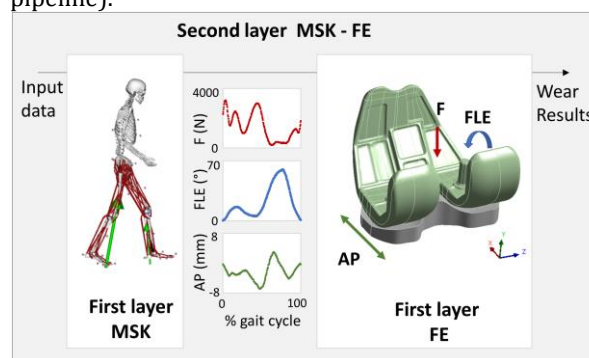 pipeline).
Second layer MSK - FE
Input
data
Wear
Results
4000
F (N)
0
70
FLE (°)
0
8
AP (mm)
-8
0
100
% gait cycle
First layer
MSK
F
FLE
AP
X
Y
Z
First layer
FE